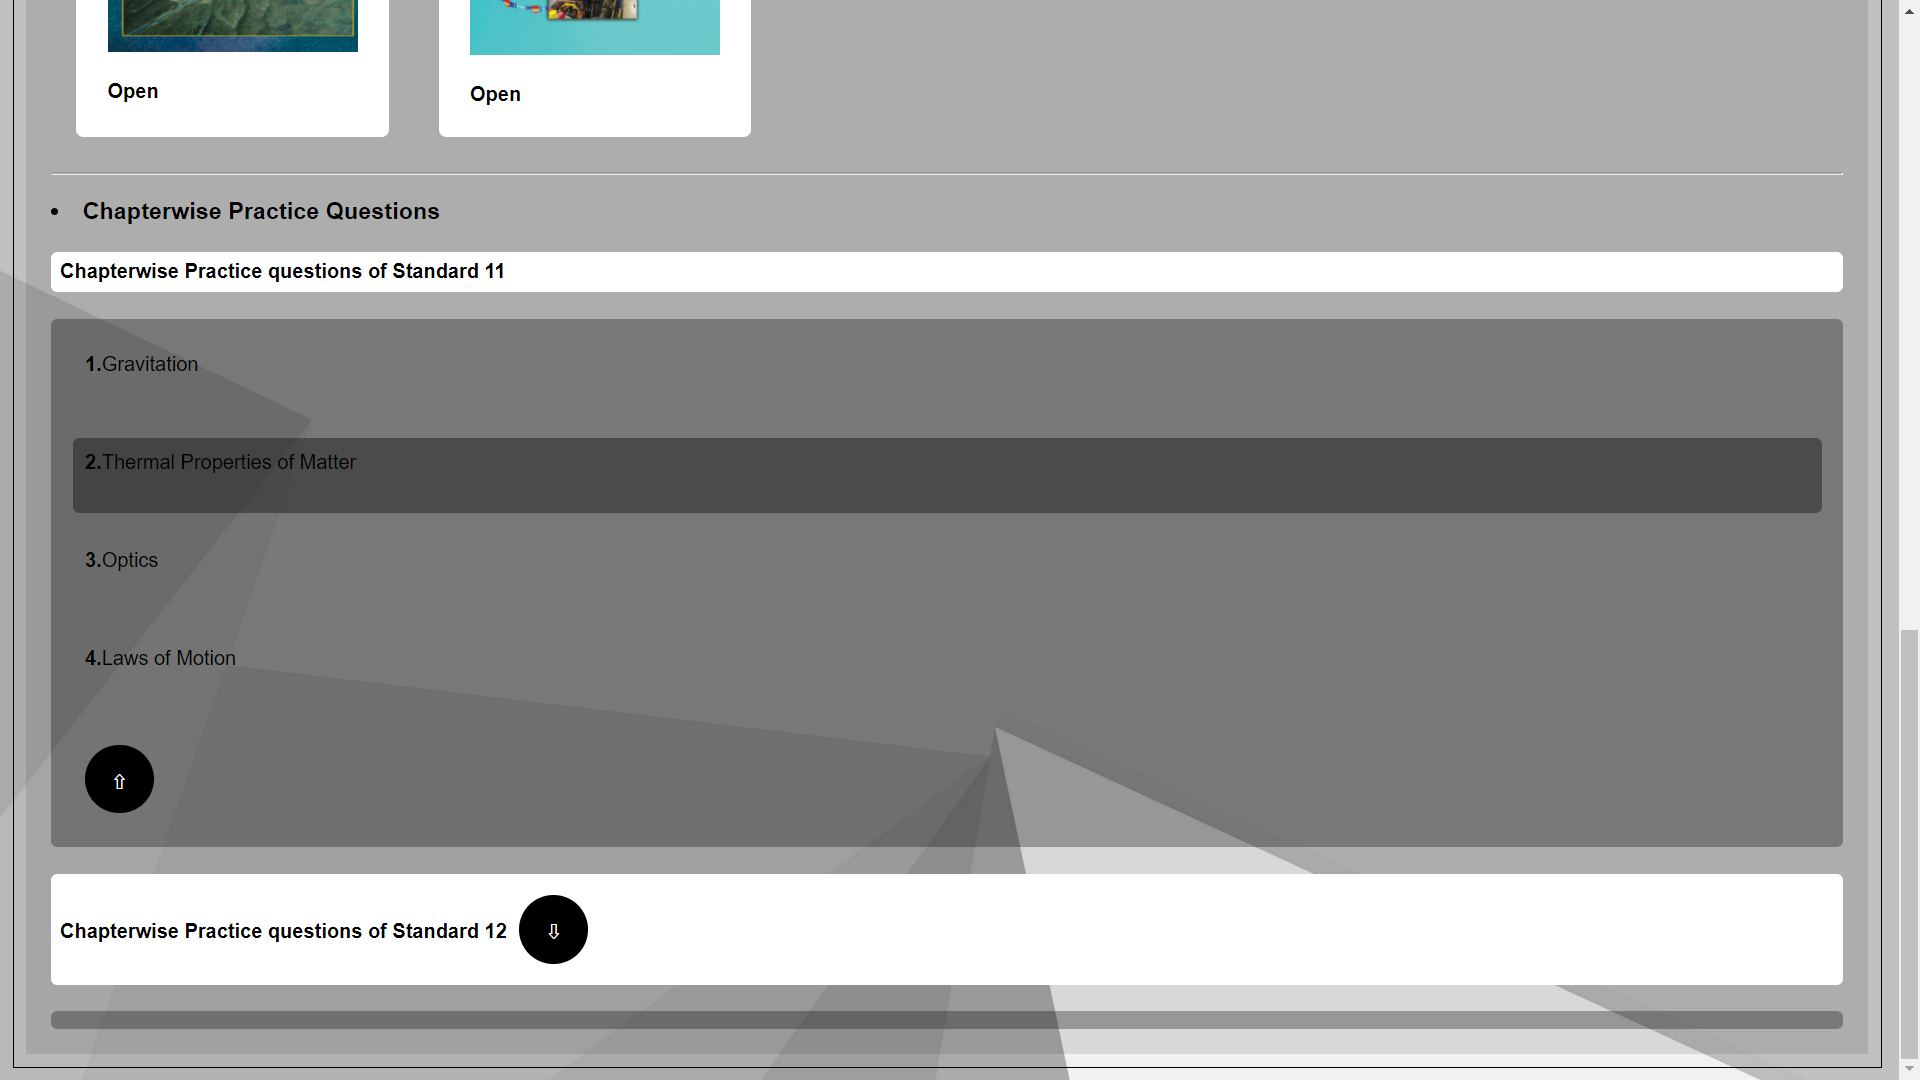 Open
Open
• Chapterwise Practice Questions
Chapterwise Practice questions of Standard 11
1.Gravitation
2.Thermal Properties of Matter
3.Optics
4.Laws of Motion
⇧
Chapterwise Practice questions of Standard 12 ⇩